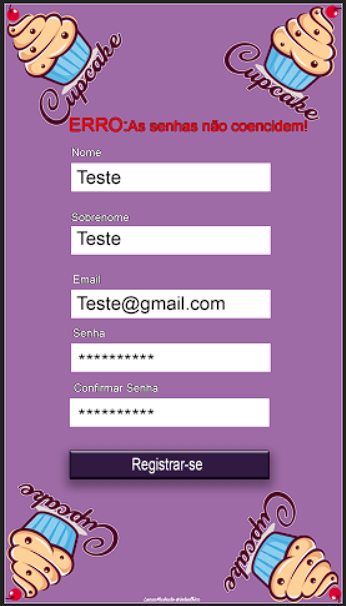 Cupcake
Cupcake
ERRO:As senhas não coencidem!
Nome
Teste
Sobrenome
Teste
Email
Teste@gmail.com
Senha
**********
Confirmar Senha
**********
Registrar-se
Cupcake
Cupcake